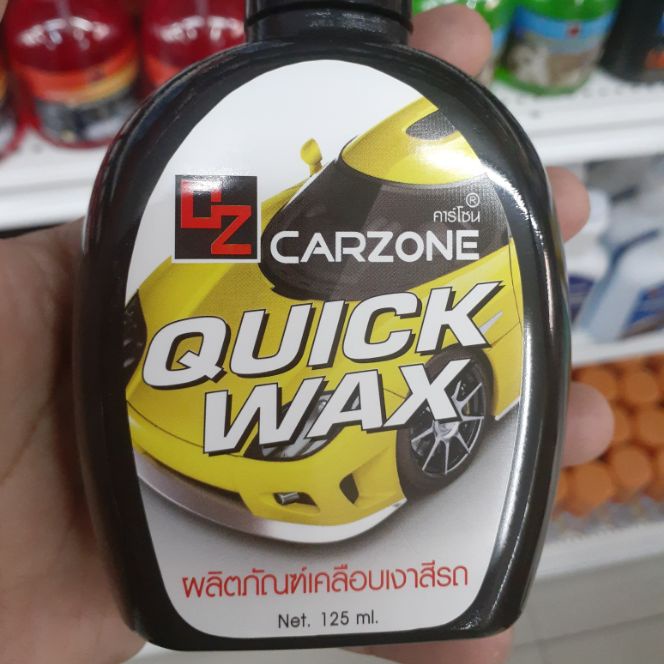 CZ
คาร์โซน®
CARZONE
QUICK
WAX
ผลิตภัณฑ์เคลือบเงาสีรถ
Net. 125 ml.